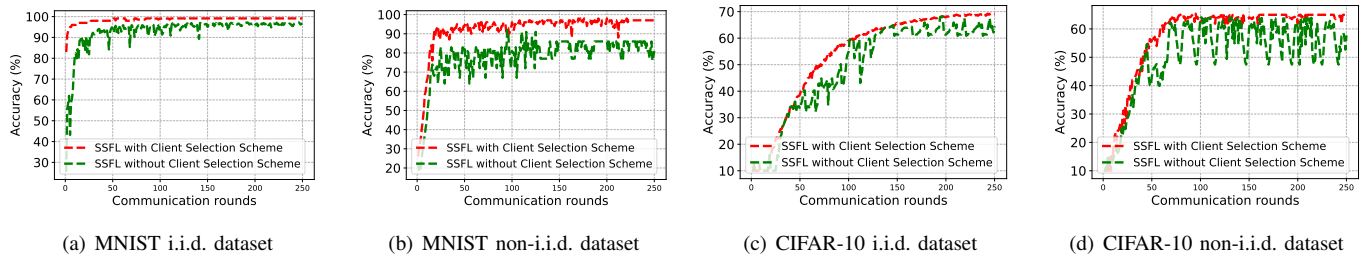 100
90
80
70
60
50
40
30
Accuracy (%)
SSFL with Client Selection Scheme
SSFL without Client Selection Scheme
0 50 100 150 200 250
Communication rounds
(a) MNIST i.i.d. dataset
100
90
80
70
60
50
40
30
20
Accuracy (%)
SSFL with Client Selection Scheme
SSFL without Client Selection Scheme
0 50 100 150 200 250
Communication rounds
(b) MNIST non-i.i.d. dataset
70
60
50
40
30
20
10
Accuracy (%)
SSFL with Client Selection Scheme
SSFL without Client Selection Scheme
0 50 100 150 200 250
Communication rounds
(c) CIFAR-10 i.i.d. dataset
60
50
40
30
20
10
Accuracy (%)
SSFL with Client Selection Scheme
SSFL without Client Selection Scheme
0 50 100 150 200 250
Communication rounds
(d) CIFAR-10 non-i.i.d. dataset